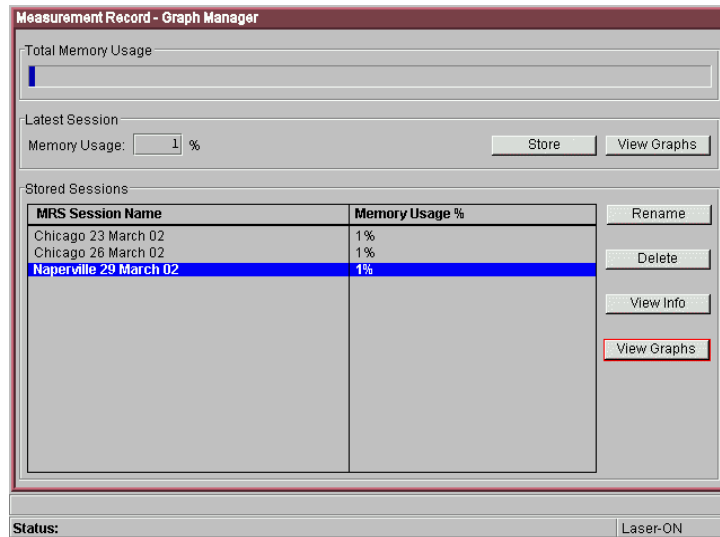 Measurement Record - Graph Manager
Total Memory Usage
Latest Session
Memory Usage: 1 % Store View Graphs
Stored Sessions
MRS Session Name Memory Usage % Rename
Chicago 23 March 02 1%
Chicago 26 March 02 1% Delete
Naperville 29 March 02 1%
View Info
View Graphs
Status: Laser-ON